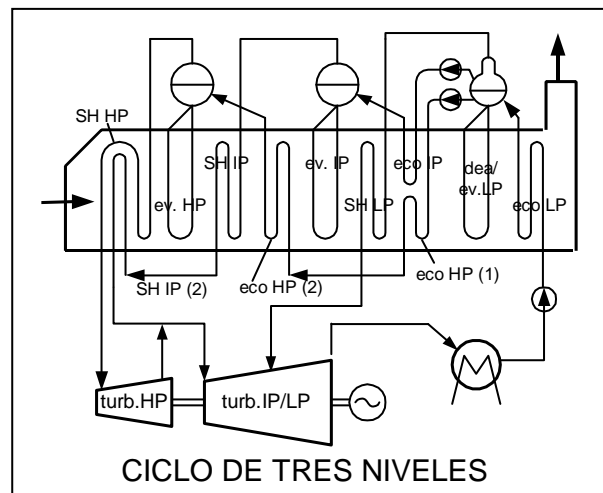 SH HP
ev. HP
SH IP
ev. IP
SH LP
eco IP
dea/
ev.LP
eco LP
SH IP (2)
eco HP (2)
eco HP (1)
turb.HP
turb.IP/LP
CICLO DE TRES NIVELES